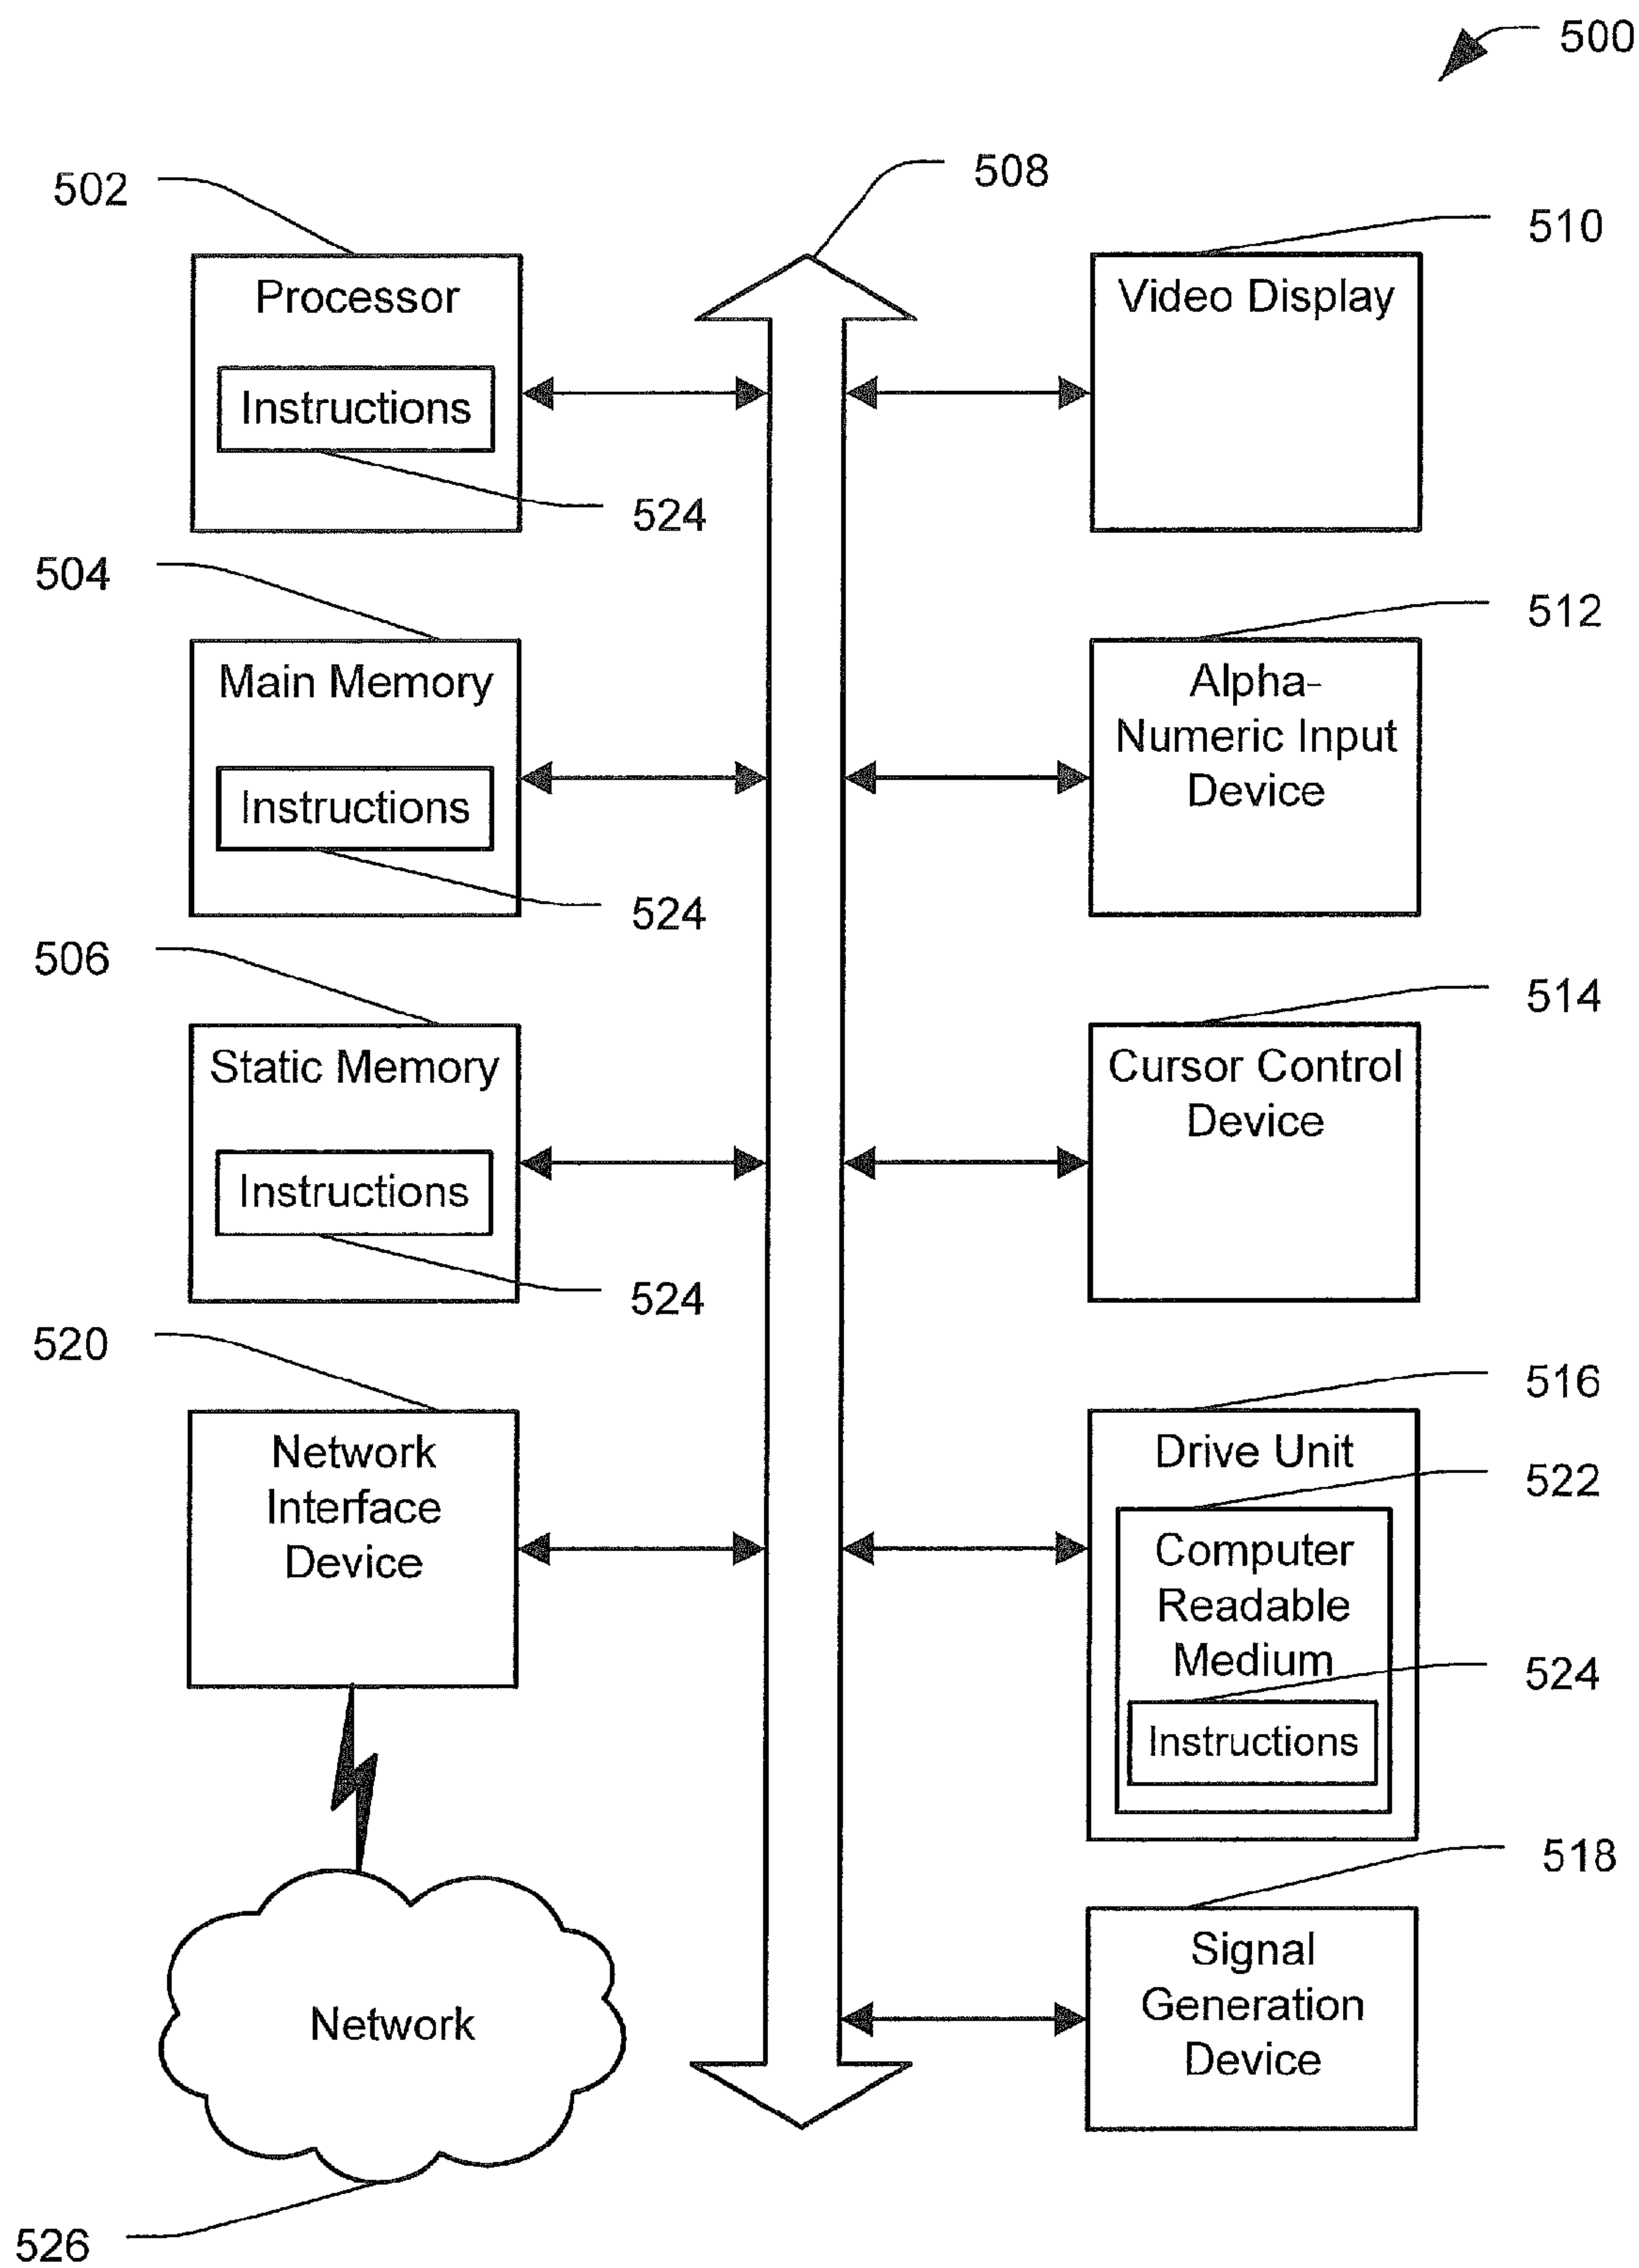 500
508
502
510
Processor
Video Display
Instructions
524
504
512
Main Memory
Alpha-
Numeric Input
Device
Instructions
524
506
514
Static Memory
Cursor Control
Device
Instructions
524
520
516
Network
Interface
Device
Drive Unit
522
Computer
Readable
Medium
524
Instructions
518
Signal
Generation
Device
Network
526